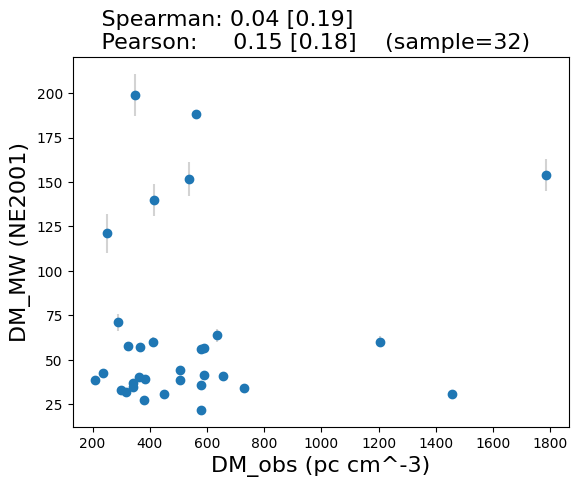 Spearman: 0.04 [0.19]
Pearson: 0.15 [0.18] (sample=32)
200
175
150
125
100
75
50
25
DM_MW (NE2001)
200 400 600 800 1000 1200 1400 1600 1800
DM_obs (pc cm^-3)